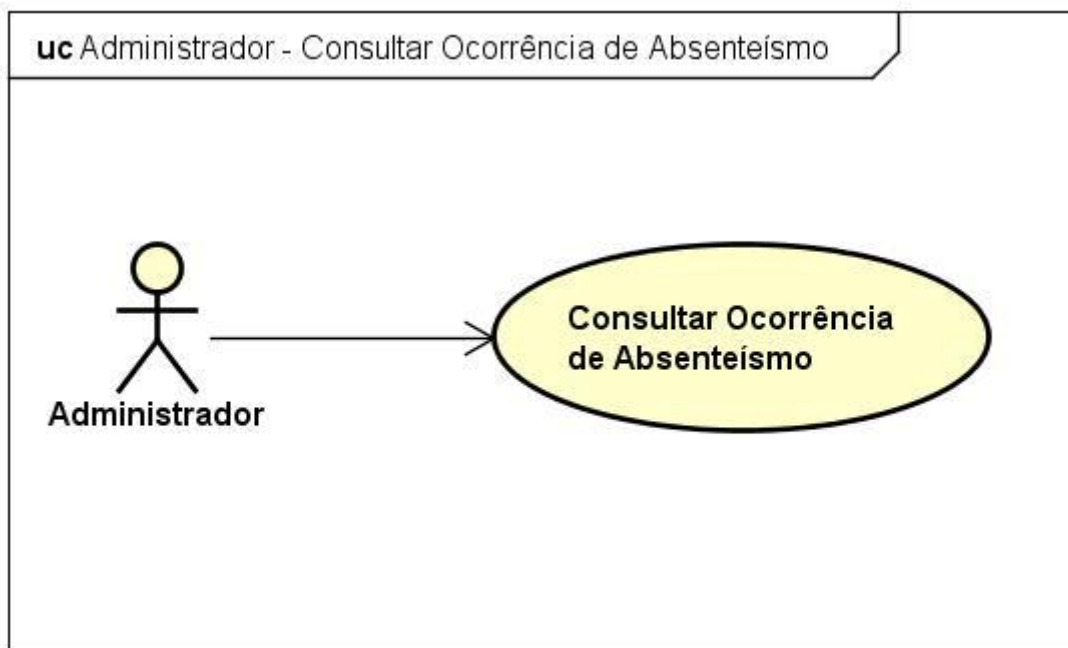 uc Administrador - Consultar Ocorrência de Absenteísmo
Consultar Ocorrência
de Absenteísmo
Administrador